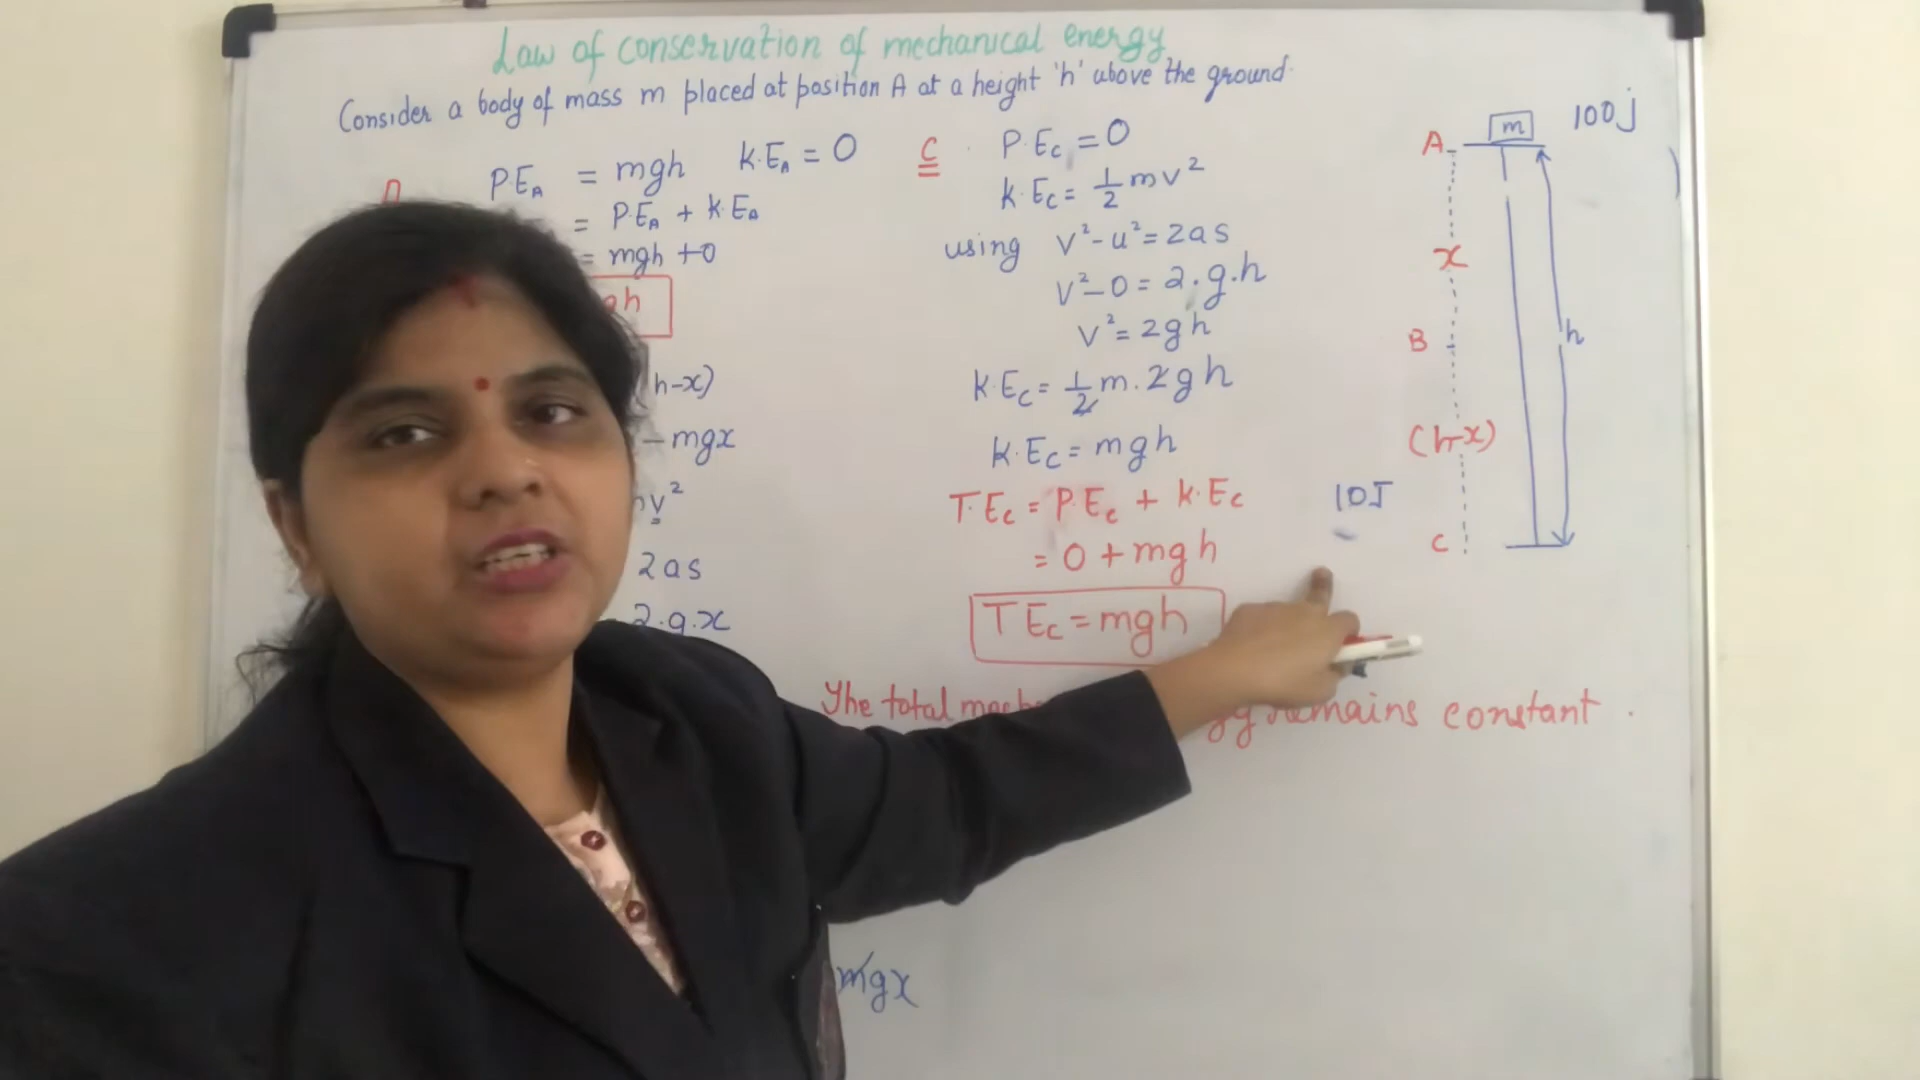 Law of conservation of mechanical energy
Consider a body of mass m placed at position A at a height 'h' above the ground.
P.E_A = mgh K.E_A = 0
= P.E_A + K.E_A
= mgh + 0
gh
h-x)
- mgx
v²
2as
2.g.x
mgx
C P.E_C = 0
K.E_C = 1/2 mv²
using v²-u² = 2as
v²-0 = 2.g.h
v² = 2gh
K.E_C = 1/2 m.2gh
K.E_C = mgh
T.E_C = P.E_C + K.E_C
= 0 + mgh
T E_C = mgh
The total remains constant.
A m 100j
x
B h
(h-x)
10J
C